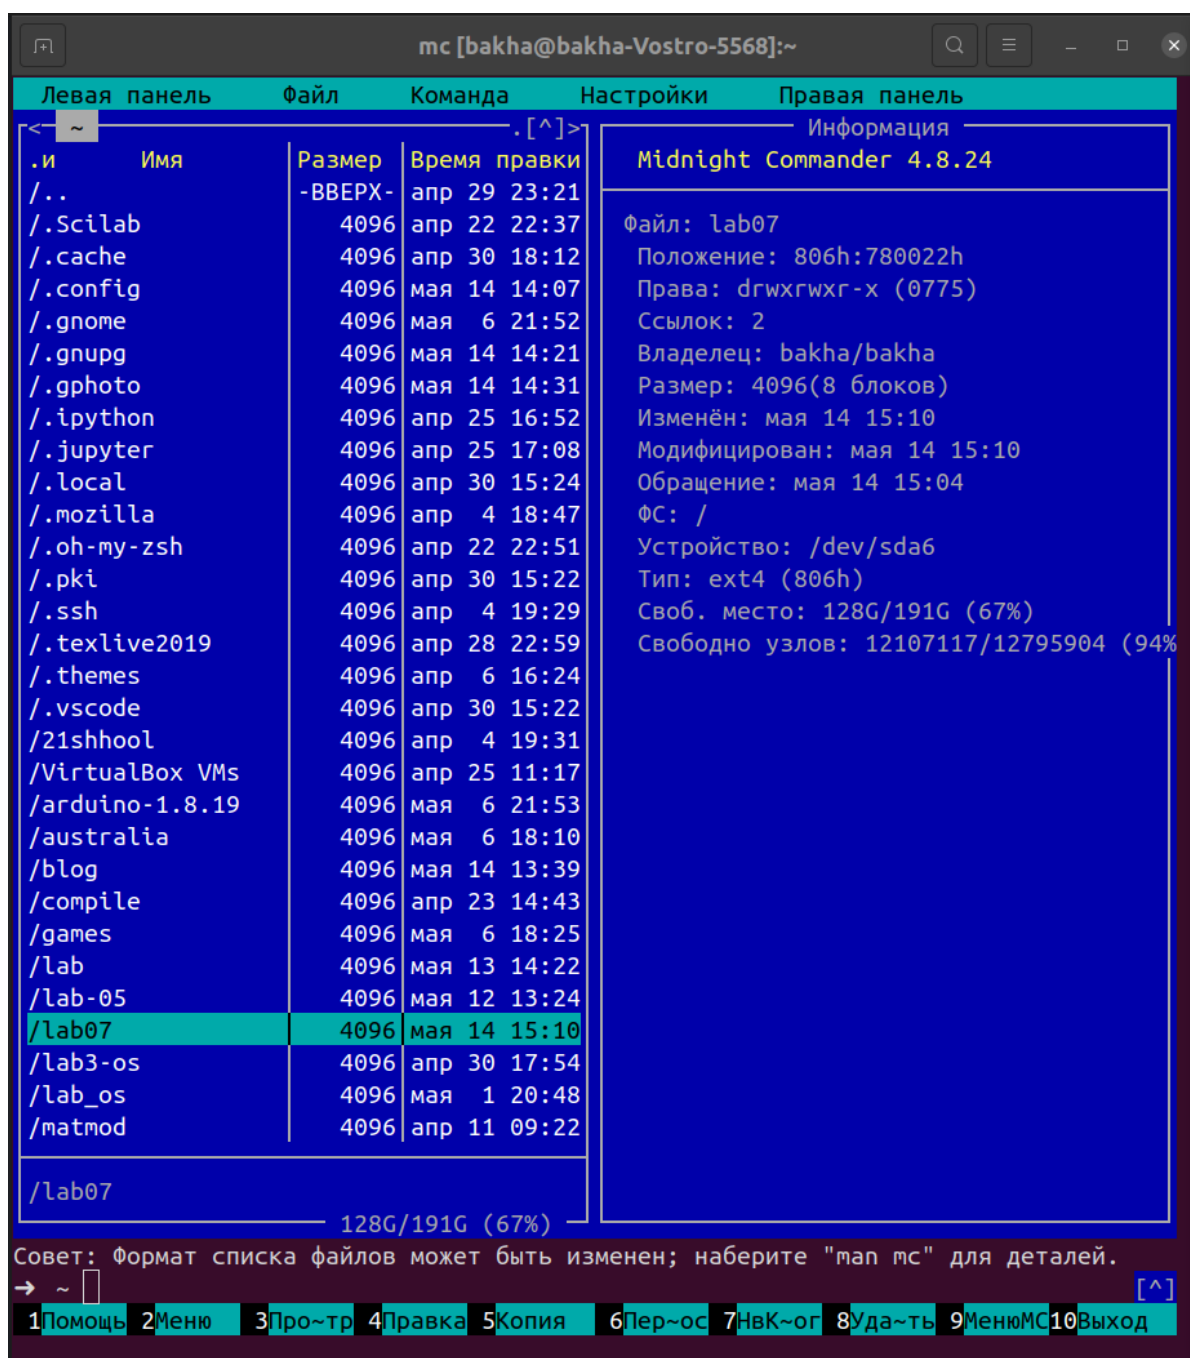 mc [bakha@bakha-Vostro-5568]:~
Левая панель Файл Команда Настройки Правая панель
<─ ~ .[^]> Информация
.и Имя Размер Время правки Midnight Commander 4.8.24
/.. -ВВЕРХ- апр 29 23:21
/.Scilab 4096 апр 22 22:37 Файл: lab07
/.cache 4096 апр 30 18:12 Положение: 806h:780022h
/.config 4096 мая 14 14:07 Права: drwxrwxr-x (0775)
/.gnome 4096 мая 6 21:52 Ссылок: 2
/.gnupg 4096 мая 14 14:21 Владелец: bakha/bakha
/.gphoto 4096 мая 14 14:31 Размер: 4096(8 блоков)
/.ipython 4096 апр 25 16:52 Изменён: мая 14 15:10
/.jupyter 4096 апр 25 17:08 Модифицирован: мая 14 15:10
/.local 4096 апр 30 15:24 Обращение: мая 14 15:04
/.mozilla 4096 апр 4 18:47 ФС: /
/.oh-my-zsh 4096 апр 22 22:51 Устройство: /dev/sda6
/.pki 4096 апр 30 15:22 Тип: ext4 (806h)
/.ssh 4096 апр 4 19:29 Своб. место: 128G/191G (67%)
/.texlive2019 4096 апр 28 22:59 Свободно узлов: 12107117/12795904 (94%
/.themes 4096 апр 6 16:24
/.vscode 4096 апр 30 15:22
/21shhool 4096 апр 4 19:31
/VirtualBox VMs 4096 апр 25 11:17
/arduino-1.8.19 4096 мая 6 21:53
/australia 4096 мая 6 18:10
/blog 4096 мая 14 13:39
/compile 4096 апр 23 14:43
/games 4096 мая 6 18:25
/lab 4096 мая 13 14:22
/lab-05 4096 мая 12 13:24
/lab07 4096 мая 14 15:10
/lab3-os 4096 апр 30 17:54
/lab_os 4096 мая 1 20:48
/matmod 4096 апр 11 09:22
/lab07
128G/191G (67%)
Совет: Формат списка файлов может быть изменен; наберите "man mc" для деталей.
➜ ~ [^]
1Помощь 2Меню 3Про~тр 4Правка 5Копия 6Пер~ос 7НвК~ог 8Уда~ть 9МенюMC10Выход